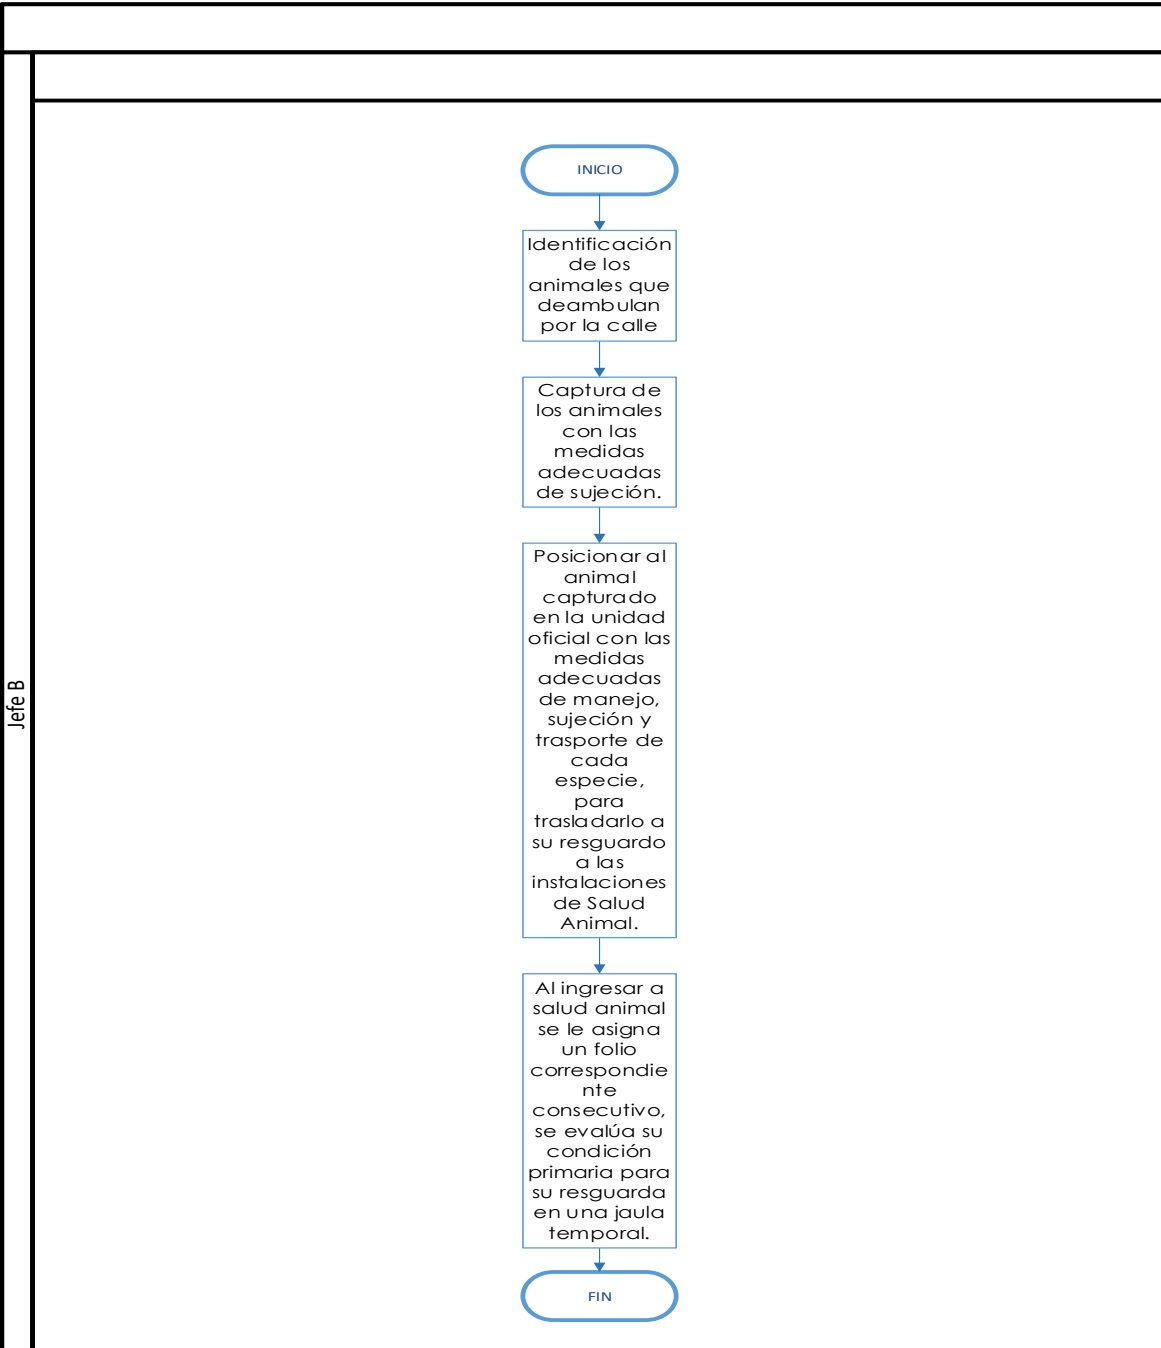 INICIO
Identificación
de los
animales que
deambulan
por la calle
Captura de
los animales
con las
medidas
adecuadas
de sujeción.
Posicionar al
animal
capturado
en la unidad
oficial con las
medidas
adecuadas
de manejo,
sujeción y
trasporte de
cada
especie,
para
trasladarlo a
su resguardo
a las
instalaciones
de Salud
Animal.
Jefe B
Al ingresar a
salud animal
se le asigna
un folio
correspondie
nte
consecutivo,
se evalúa su
condición
primaria para
su resguarda
en una jaula
temporal.
FIN